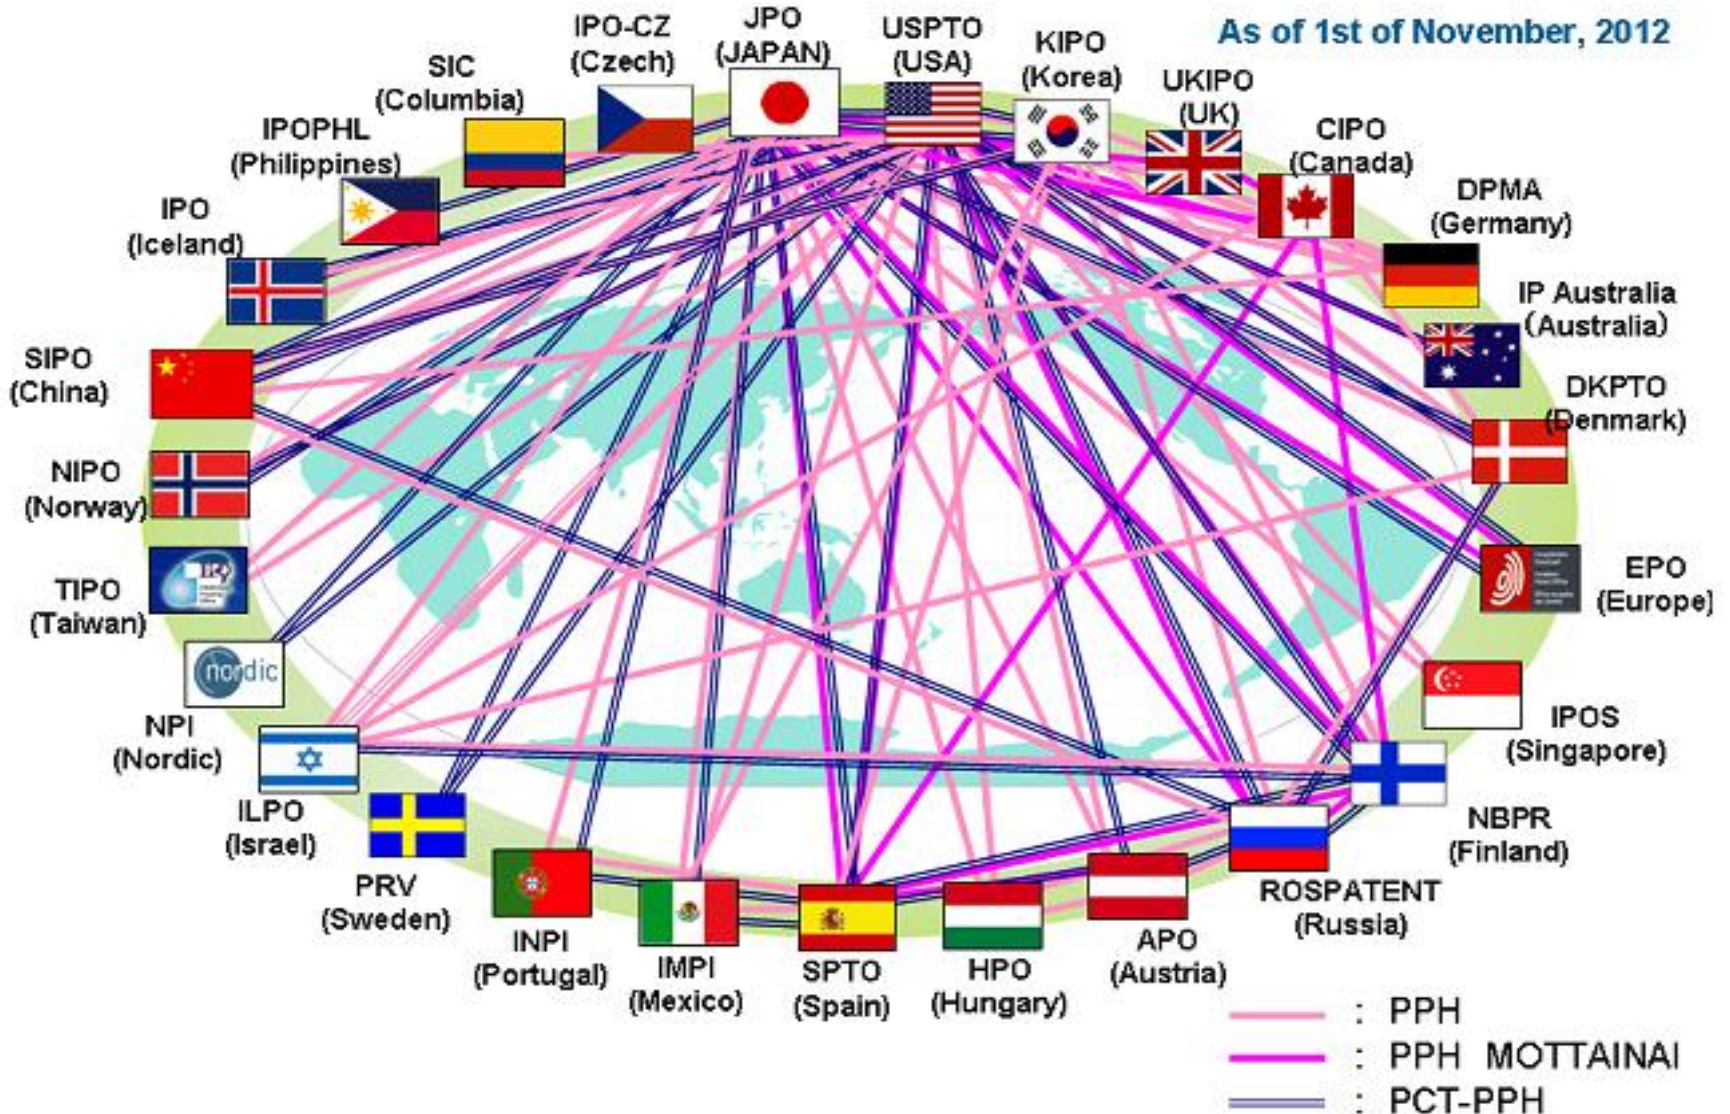 As of 1st of November, 2012
JPO
(JAPAN)
USPTO
(USA)
KIPO
(Korea)
UKIPO
(UK)
CIPO
(Canada)
DPMA
(Germany)
IP Australia
(Australia)
DKPTO
(Denmark)
EPO
(Europe)
IPOS
(Singapore)
NBPR
(Finland)
ROSPATENT
(Russia)
APO
(Austria)
HPO
(Hungary)
SPTO
(Spain)
IMPI
(Mexico)
INPI
(Portugal)
PRV
(Sweden)
ILPO
(Israel)
NPI
(Nordic)
nordic
TIPO
(Taiwan)
NIPO
(Norway)
SIPO
(China)
IPO
(Iceland)
IPOPHL
(Philippines)
SIC
(Columbia)
IPO-CZ
(Czech)
: PPH
: PPH MOTTAINAI
: PCT-PPH